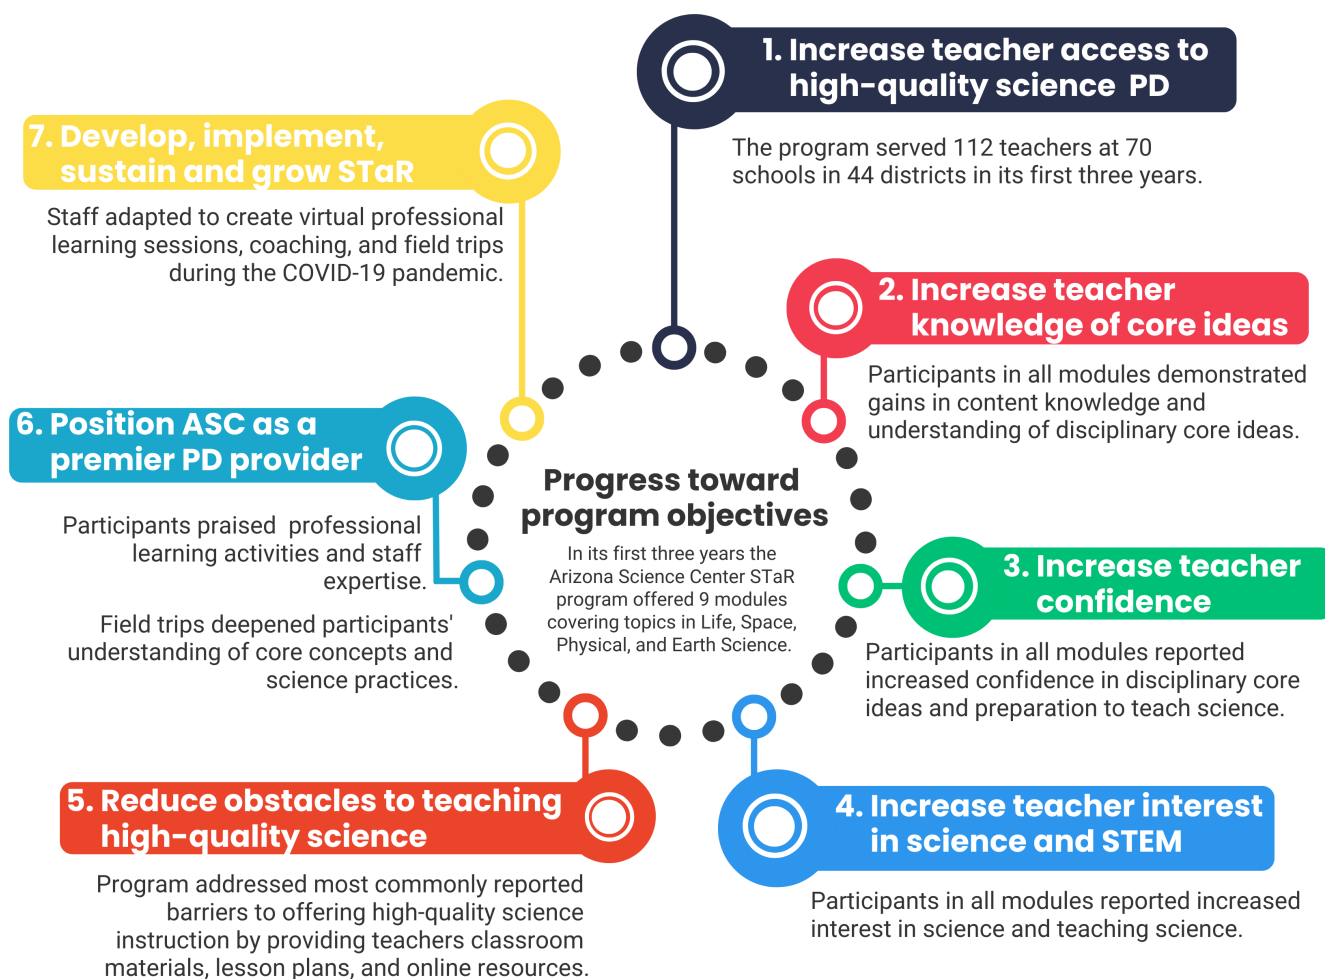 1. Increase teacher access to
high-quality science PD
The program served 112 teachers at 70
schools in 44 districts in its first three years.
2. Increase teacher
knowledge of core ideas
Participants in all modules demonstrated
gains in content knowledge and
understanding of disciplinary core ideas.
3. Increase teacher
confidence
Participants in all modules reported
increased confidence in disciplinary core
ideas and preparation to teach science.
4. Increase teacher interest
in science and STEM
Participants in all modules reported increased
interest in science and teaching science.
5. Reduce obstacles to teaching
high-quality science
Program addressed most commonly reported
barriers to offering high-quality science
instruction by providing teachers classroom
materials, lesson plans, and online resources.
6. Position ASC as a
premier PD provider
Participants praised professional
learning activities and staff
expertise.
Field trips deepened participants'
understanding of core concepts and
science practices.
7. Develop, implement,
sustain and grow STaR
Staff adapted to create virtual professional
learning sessions, coaching, and field trips
during the COVID-19 pandemic.
Progress toward
program objectives
In its first three years the
Arizona Science Center STaR
program offered 9 modules
covering topics in Life, Space,
Physical, and Earth Science.